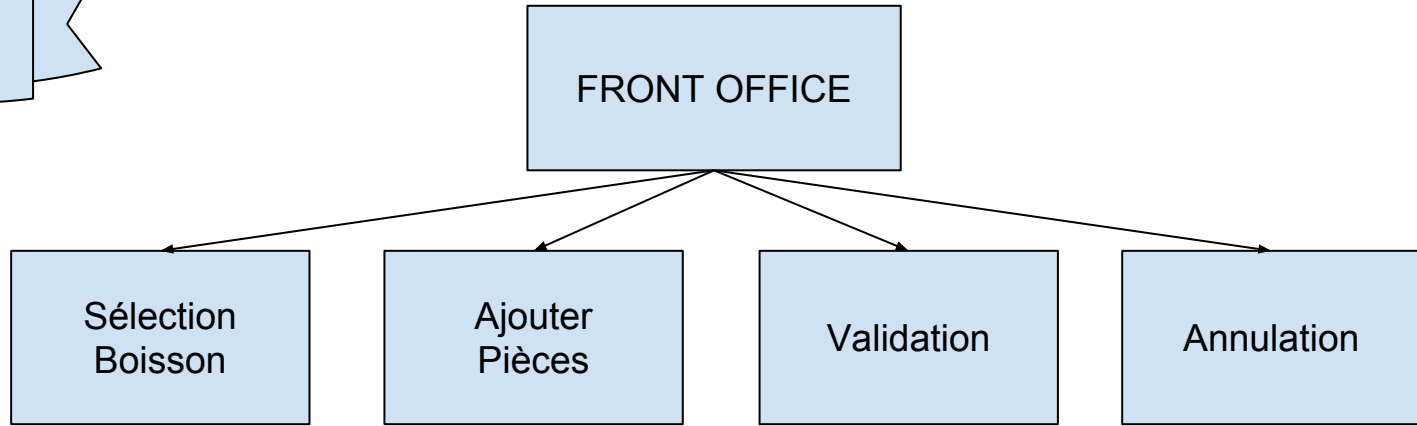 FRONT OFFICE
Sélection
Boisson
Ajouter
Pièces
Validation
Annulation